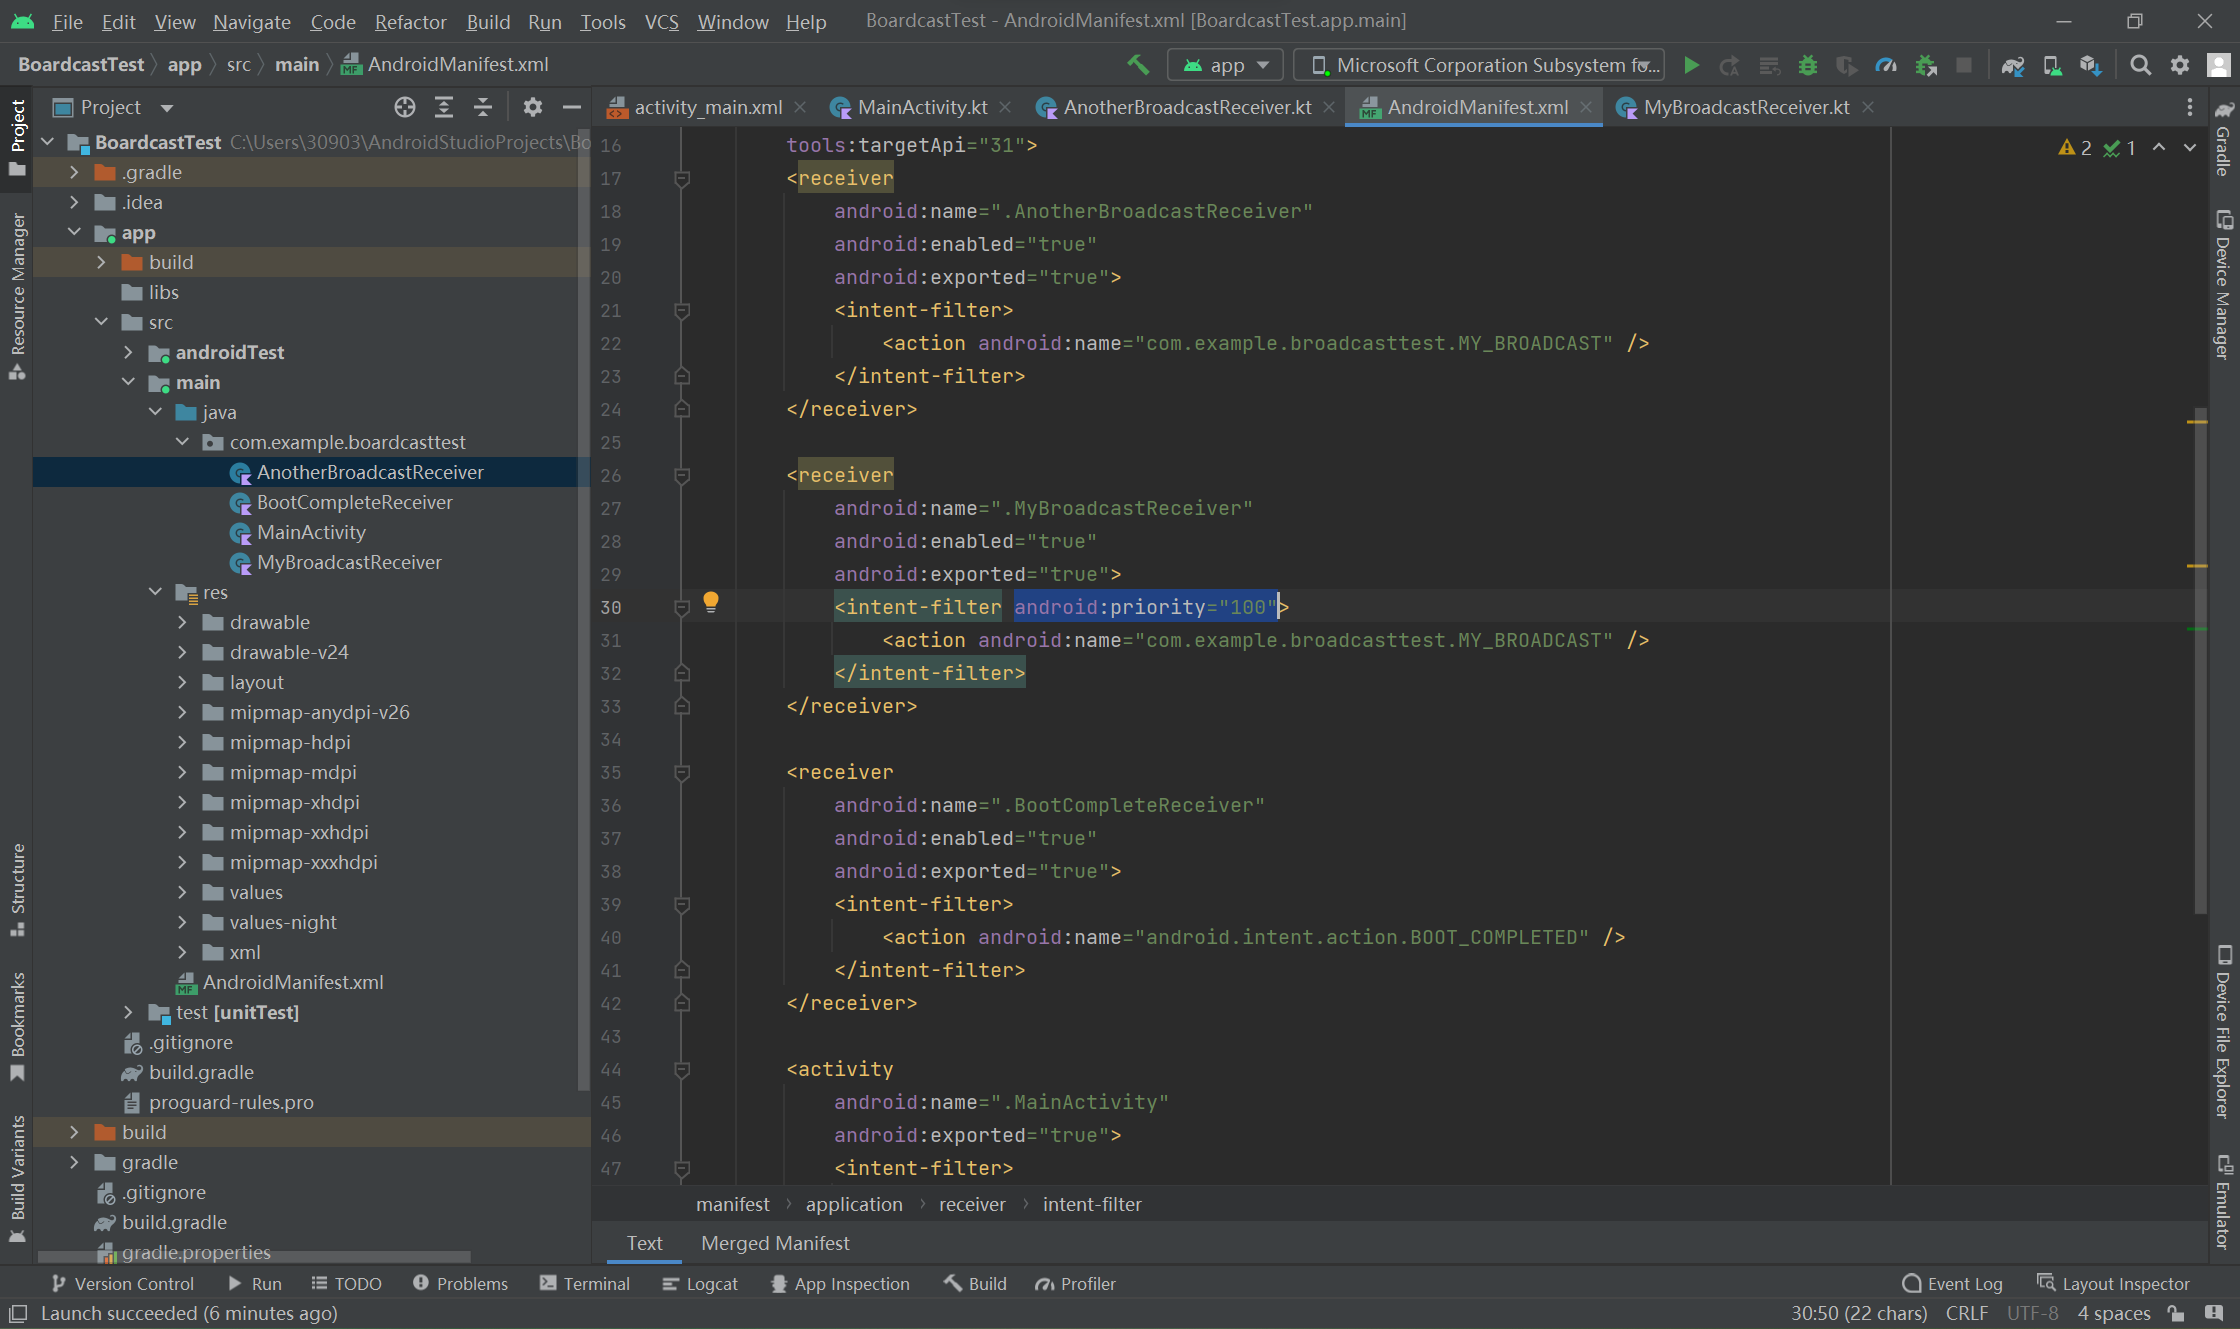 File Edit View Navigate Code Refactor Build Run Tools VCS Window Help BoardcastTest - AndroidManifest.xml [BoardcastTest.app.main]
BoardcastTest app src main AndroidManifest.xml app Microsoft Corporation Subsystem fo...
Project
activity_main.xml MainActivity.kt AnotherBroadcastReceiver.kt AndroidManifest.xml MyBroadcastReceiver.kt
Project
Resource Manager
Structure
Bookmarks
Build Variants
BoardcastTest C:\Users\30903\AndroidStudioProjects\Bo
.gradle
.idea
app
build
libs
src
androidTest
main
java
com.example.boardcasttest
AnotherBroadcastReceiver
BootCompleteReceiver
MainActivity
MyBroadcastReceiver
res
drawable
drawable-v24
layout
mipmap-anydpi-v26
mipmap-hdpi
mipmap-mdpi
mipmap-xhdpi
mipmap-xxhdpi
mipmap-xxxhdpi
values
values-night
xml
AndroidManifest.xml
test [unitTest]
.gitignore
build.gradle
proguard-rules.pro
build
gradle
.gitignore
build.gradle
gradle.properties
2 1
16 tools:targetApi="31">
17 <receiver
18 android:name=".AnotherBroadcastReceiver"
19 android:enabled="true"
20 android:exported="true">
21 <intent-filter>
22 <action android:name="com.example.broadcasttest.MY_BROADCAST" />
23 </intent-filter>
24 </receiver>
25
26 <receiver
27 android:name=".MyBroadcastReceiver"
28 android:enabled="true"
29 android:exported="true">
30 <intent-filter android:priority="100">
31 <action android:name="com.example.broadcasttest.MY_BROADCAST" />
32 </intent-filter>
33 </receiver>
34
35 <receiver
36 android:name=".BootCompleteReceiver"
37 android:enabled="true"
38 android:exported="true">
39 <intent-filter>
40 <action android:name="android.intent.action.BOOT_COMPLETED" />
41 </intent-filter>
42 </receiver>
43
44 <activity
45 android:name=".MainActivity"
46 android:exported="true">
47 <intent-filter>
manifest application receiver intent-filter
Text Merged Manifest
Gradle
Device Manager
Device File Explorer
Emulator
Version Control Run TODO Problems Terminal Logcat App Inspection Build Profiler Event Log Layout Inspector
Launch succeeded (6 minutes ago) 30:50 (22 chars) CRLF UTF-8 4 spaces